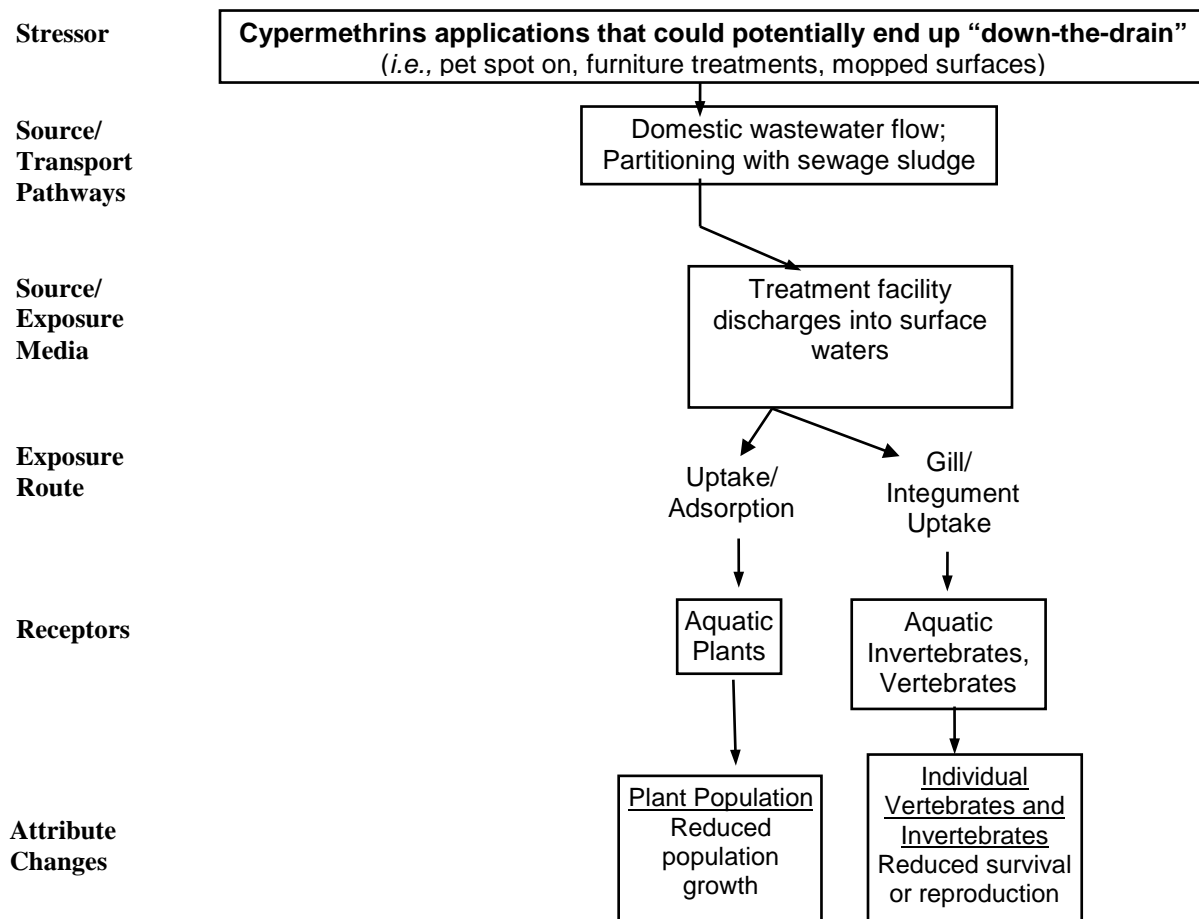 Stressor
Cypermethrins applications that could potentially end up “down-the-drain”
(i.e., pet spot on, furniture treatments, mopped surfaces)
Source/
Transport
Pathways
Domestic wastewater flow;
Partitioning with sewage sludge
Source/
Exposure
Media
Treatment facility
discharges into surface
waters
Exposure
Route
Uptake/
Adsorption
Gill/
Integument
Uptake
Receptors
Aquatic
Plants
Aquatic
Invertebrates,
Vertebrates
Attribute
Changes
Plant Population
Reduced
population
growth
Individual
Vertebrates and
Invertebrates
Reduced survival
or reproduction